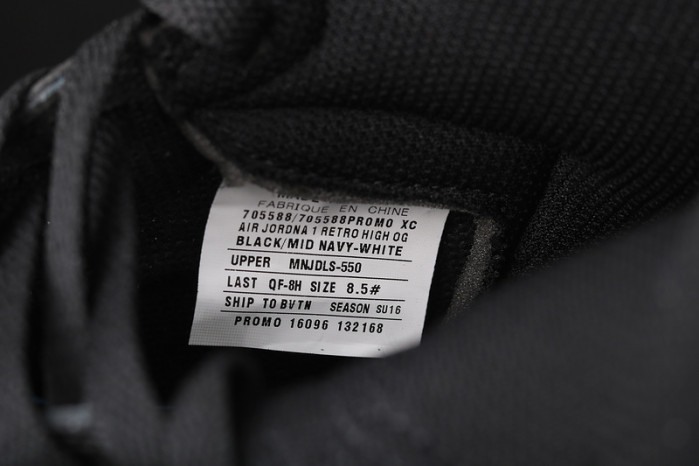 FABRIQUE EN CHINE
705588/705588PROMO XC
AIR JORDNA 1 RETRO HIGH OG
BLACK/MID NAVY-WHITE
UPPER MNJDLS-550
LAST QF-8H SIZE 8.5#
SHIP TO BVTN SEASON SU16
PROMO 16096 132168